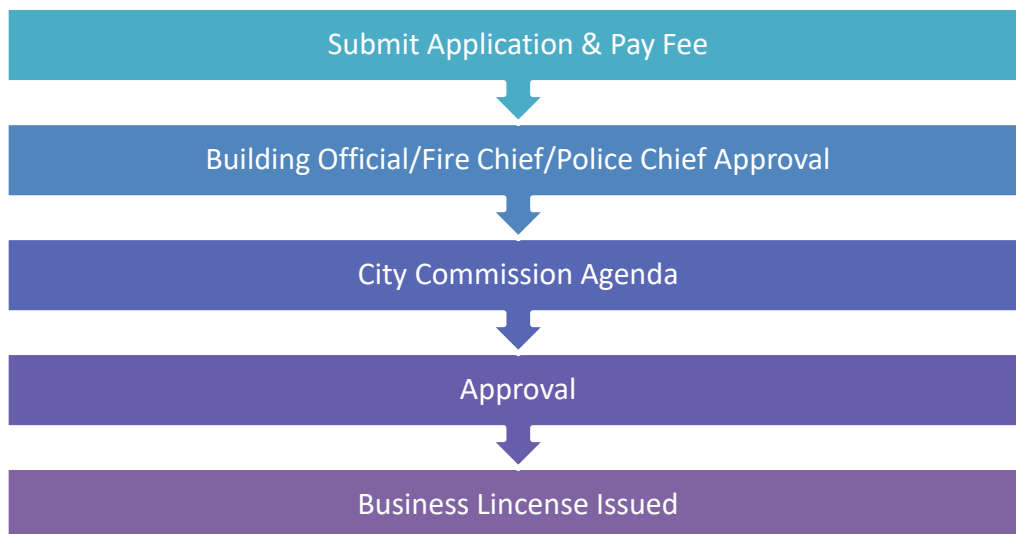 Submit Application & Pay Fee
Building Official/Fire Chief/Police Chief Approval
City Commission Agenda
Approval
Business Lincense Issued